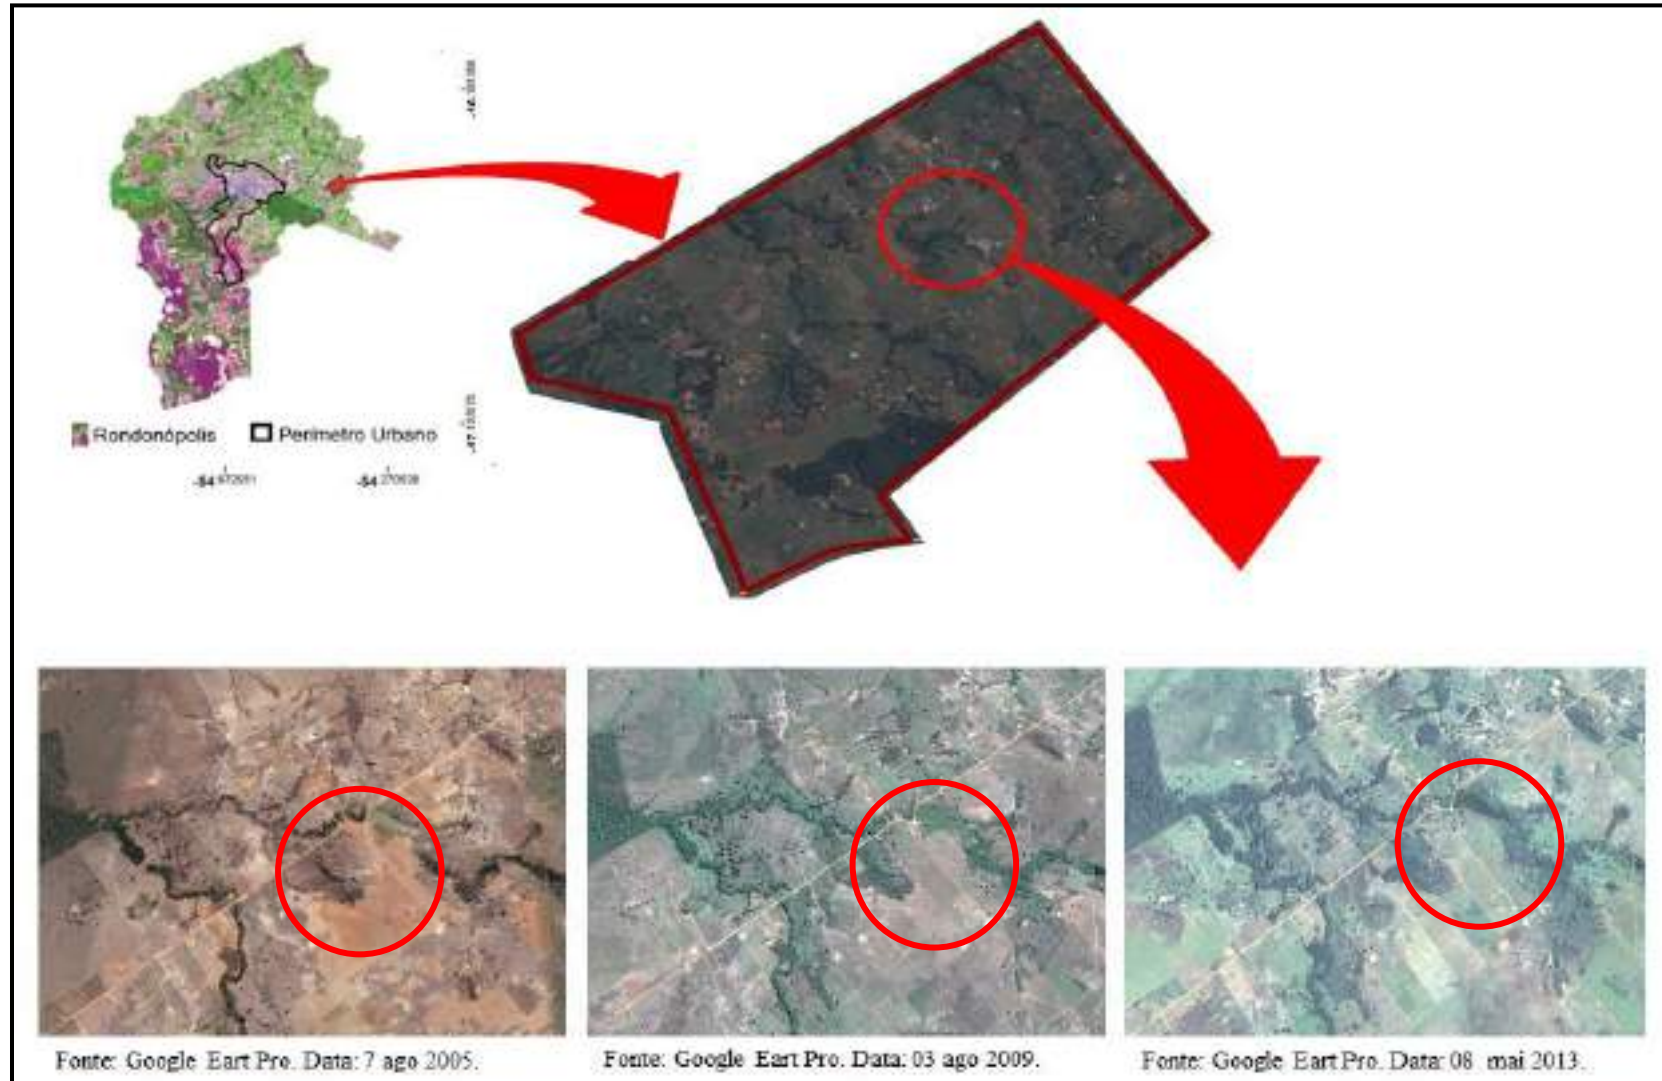 Rondonópolis
Perímetro Urbano
Fonte: Google Eart Pro. Data: 7 ago 2005.
Fonte: Google Eart Pro. Data: 03 ago 2009.
Fonte: Google Eart Pro. Data: 08 mai 2013.